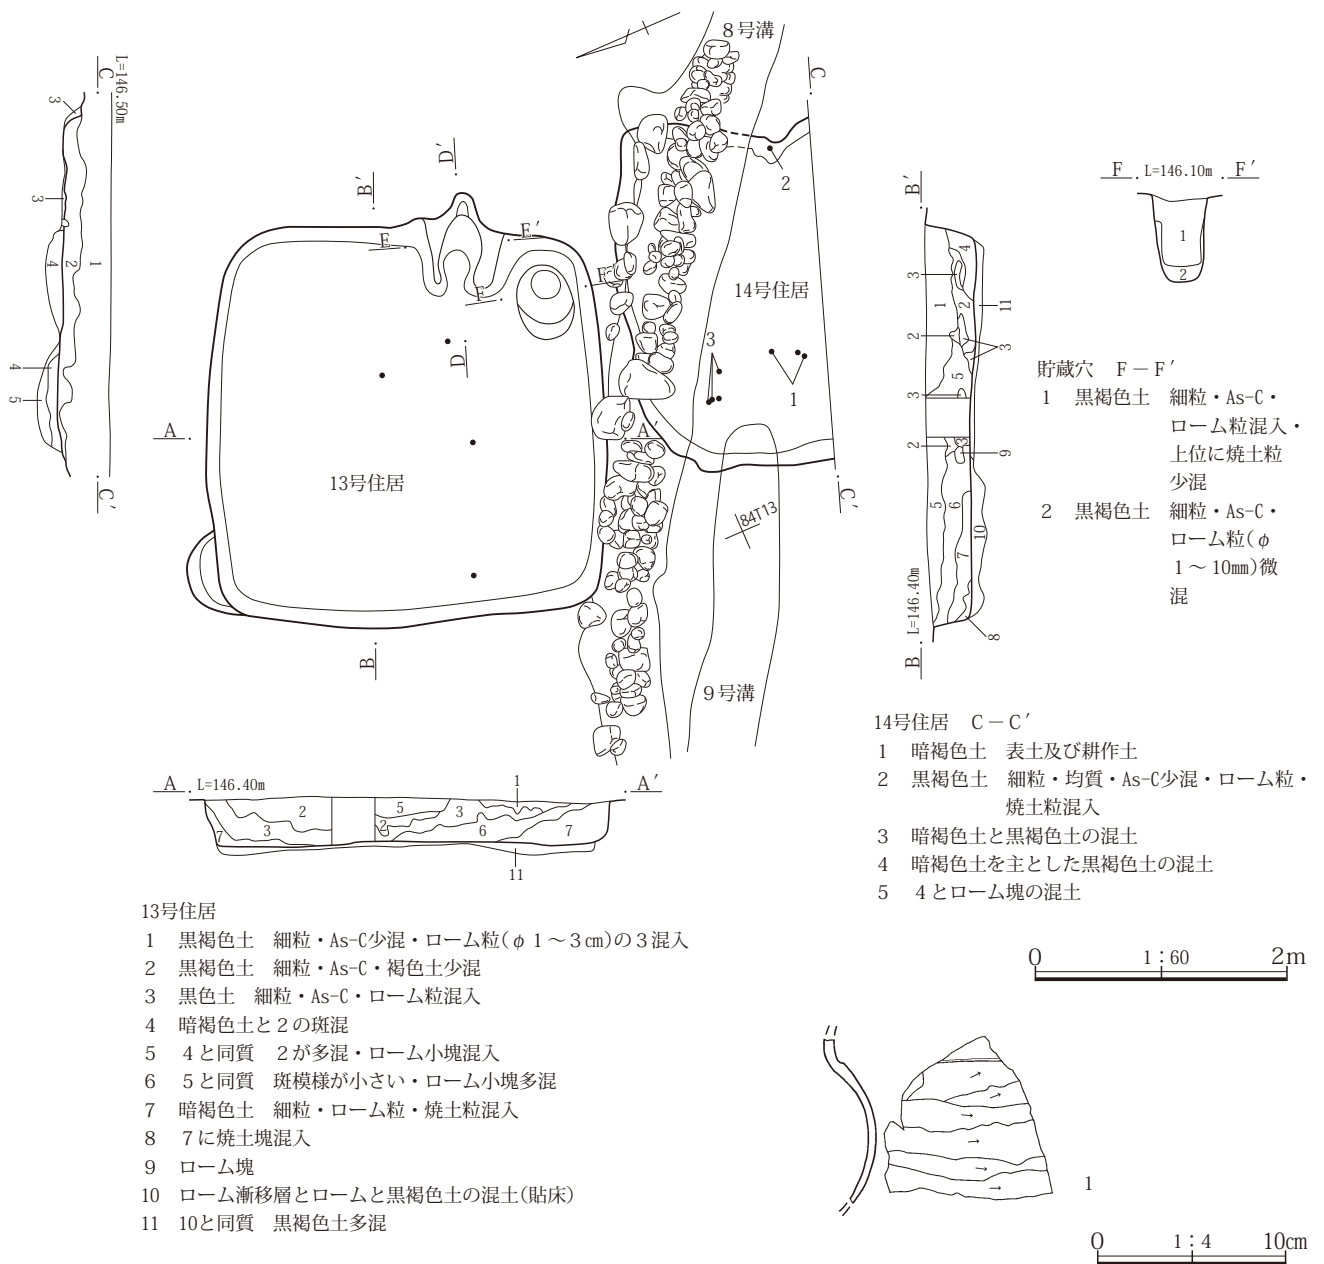 ８号溝
C
L=146.50m
C
3
3
4
2
1
4
5
C′
D′
B′
E
E′
F
F
D
2
14号住居
3
1
A
A′
13号住居
C′
84T13
B
９号溝
B′
4
3
1
2
11
2
3
5
3
2
3
9
5
6
10
7
8
B
L=146.40m
F L=146.10m F′
1
2
貯蔵穴　F－F′
1　黒褐色土　細粒・As-C・
ローム粒混入・
上位に焼土粒
少混
2　黒褐色土　細粒・As-C・
ローム粒(φ
1～10mm)微
混
14号住居　C－C′
1　暗褐色土　表土及び耕作土
2　黒褐色土　細粒・均質・As-C少混・ローム粒・
焼土粒混入
3　暗褐色土と黒褐色土の混土
4　暗褐色土を主とした黒褐色土の混土
5　４とローム塊の混土
A L=146.40m A′
1
2
5
3
7
3
2
6
7
11
13号住居
1　黒褐色土　細粒・As-C少混・ローム粒(φ１～３㎝)の３混入
2　黒褐色土　細粒・As-C・褐色土少混
3　黒色土　細粒・As-C・ローム粒混入
4　暗褐色土と２の斑混
5　４と同質　２が多混・ローム小塊混入
6　５と同質　斑模様が小さい・ローム小塊多混
7　暗褐色土　細粒・ローム粒・焼土粒混入
8　７に焼土塊混入
9　ローム塊
10　ローム漸移層とロームと黒褐色土の混土(貼床)
11　10と同質　黒褐色土多混
0 1：60 2m
1
0 1：4 10cm